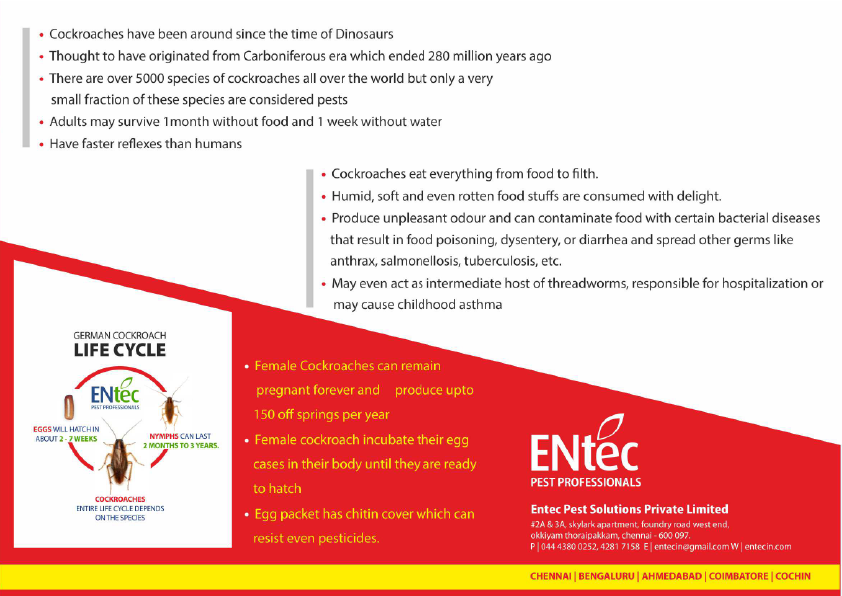 • Cockroaches have been around since the time of Dinosaurs
• Thought to have originated from Carboniferous era which ended 280 million years ago
• There are over 5000 species of cockroaches all over the world but only a very
small fraction of these species are considered pests
• Adults may survive 1month without food and 1 week without water
• Have faster reflexes than humans
• Cockroaches eat everything from food to filth.
• Humid, soft and even rotten food stuffs are consumed with delight.
• Produce unpleasant odour and can contaminate food with certain bacterial diseases
that result in food poisoning, dysentery, or diarrhea and spread other germs like
anthrax, salmonellosis, tuberculosis, etc.
• May even act as intermediate host of threadworms, responsible for hospitalization or
may cause childhood asthma
GERMAN COCKROACH
LIFE CYCLE
ENtec
PEST PROFESSIONALS
EGGS WILL HATCH IN
ABOUT 2 - 7 WEEKS
NYMPHS CAN LAST
2 MONTHS TO 3 YEARS.
COCKROACHES
ENTIRE LIFE CYCLE DEPENDS
ON THE SPECIES
• Female Cockroaches can remain
pregnant forever and produce upto
150 off springs per year
• Female cockroach incubate their egg
cases in their body until they are ready
to hatch
• Egg packet has chitin cover which can
resist even pesticides.
ENtec
PEST PROFESSIONALS
Entec Pest Solutions Private Limited
#2A & 3A, skylark apartment, foundry road west end,
okkiyam thoraipakkam, chennai - 600 097.
P | 044 4380 0252, 4281 7158 E | entecin@gmail.com W | entecin.com
CHENNAI | BENGALURU | AHMEDABAD | COIMBATORE | COCHIN